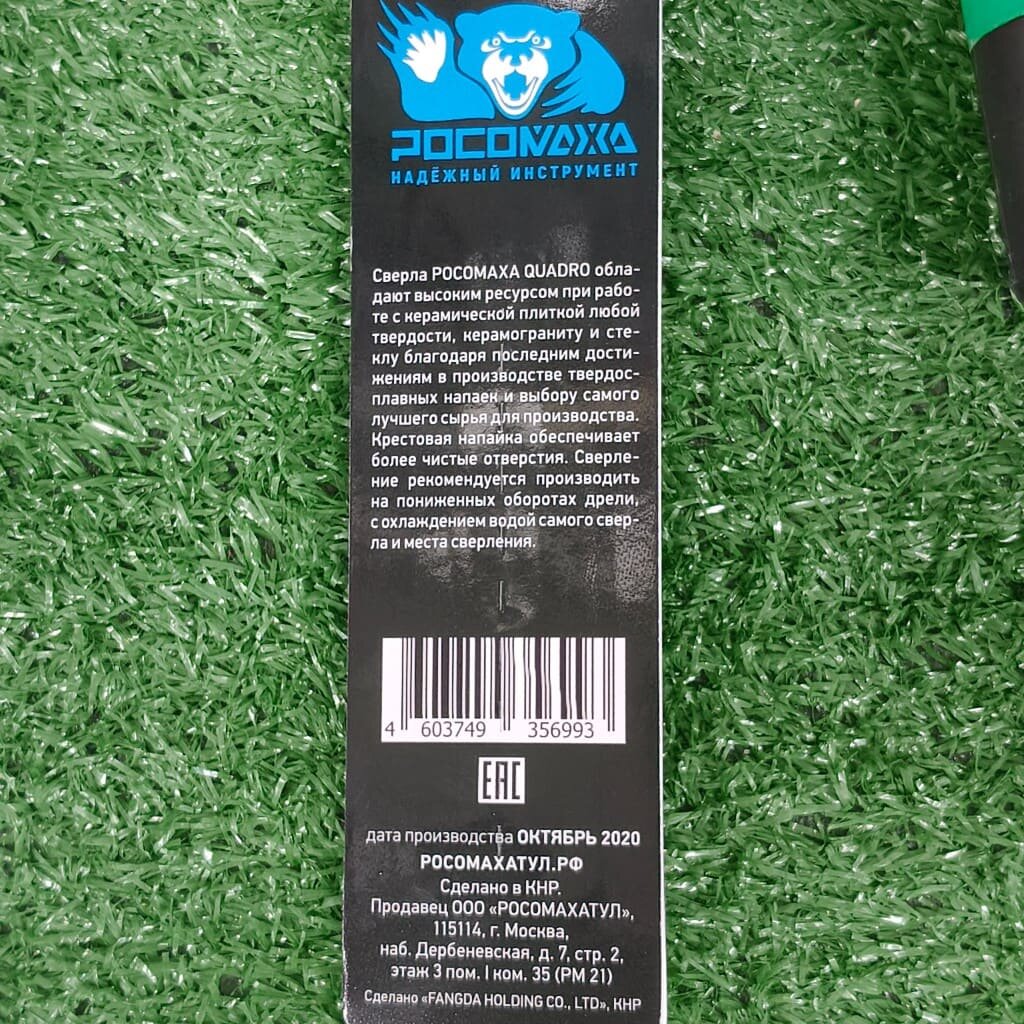 РОСОМАХА
НАДЁЖНЫЙ ИНСТРУМЕНТ
Сверла РОСОМАХА QUADRO обла-
дают высоким ресурсом при рабо-
те с керамической плиткой любой
твердости, керамограниту и сте-
клу благодаря последним дости-
жениям в производстве твердос-
плавных напаек и выбору самого
лучшего сырья для производства.
Крестовая напайка обеспечивает
более чистые отверстия. Сверле-
ние рекомендуется производить
на пониженных оборотах дрели,
с охлаждением водой самого свер-
ла и места сверления.
4 603749 356993
EAC
дата производства ОКТЯБРЬ 2020
РОСОМАХАТУЛ.РФ
Сделано в КНР.
Продавец ООО «РОСОМАХАТУЛ»,
115114, г. Москва,
наб. Дербеневская, д. 7, стр. 2,
этаж 3 пом. I ком. 35 (РМ 21)
Сделано «FANGDA HOLDING CO., LTD», КНР